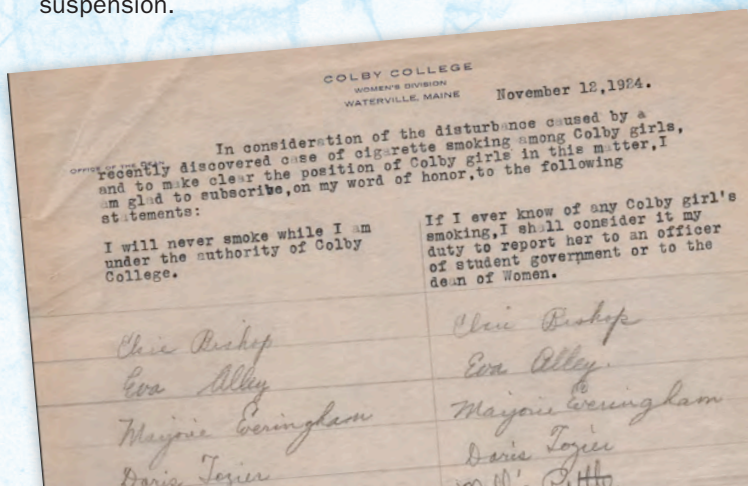 suspension.
COLBY COLLEGE
WOMEN'S DIVISION
WATERVILLE, MAINE
November 12,1924.
OFFICE OF THE DEAN
In consideration of the disturbance caused by a
recently discovered case of cigarette smoking among Colby girls,
and to make clear the position of Colby girls in this matter,I
am glad to subscribe,on my word of honor,to the following
statements:
I will never smoke while I am
under the authority of Colby
College.
If I ever know of any Colby girl's
smoking,I shall consider it my
duty to report her to an officer
of student government or to the
dean of Women.
Elsie Bishop
Eva Alley
Marjorie Everingham
Doris Tozier
Elsie Bishop
Eva Alley.
Marjorie Everingham
Doris Tozier